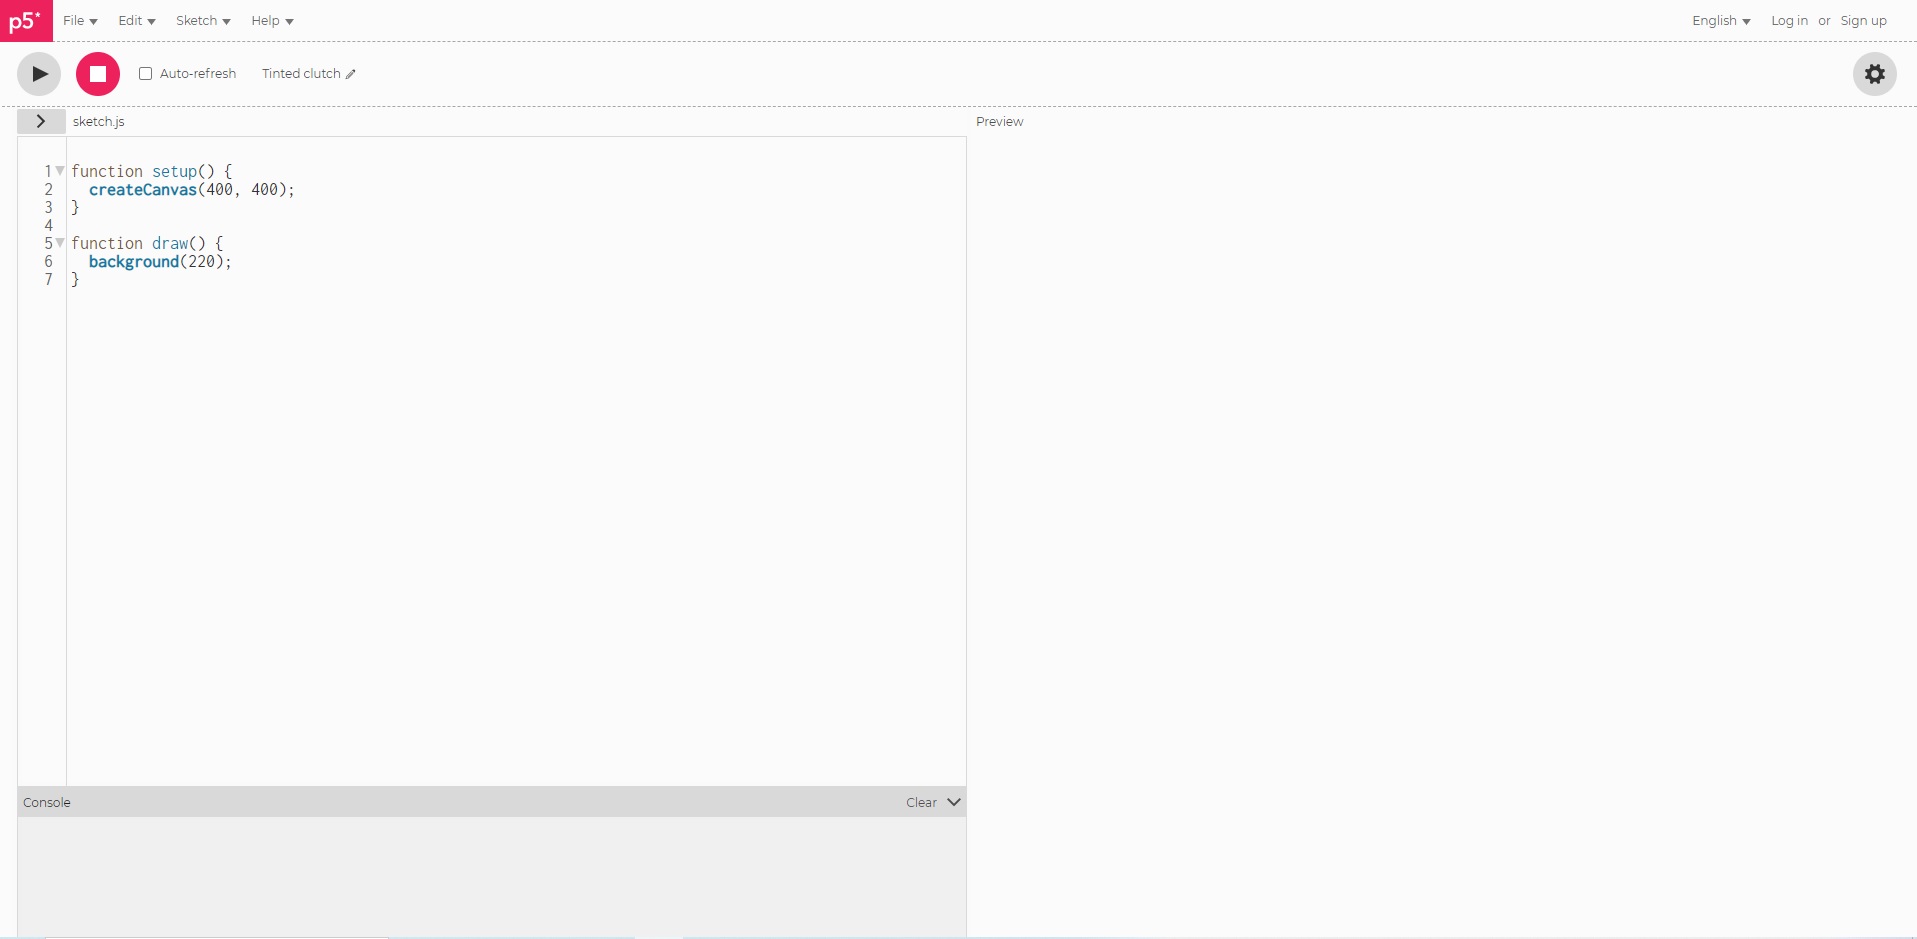 p5* File Edit Sketch Help English Log in or Sign up
Auto-refresh Tinted clutch
sketch.js Preview
1 function setup() {
2   createCanvas(400, 400);
3 }
4
5 function draw() {
6   background(220);
7 }
Console Clear